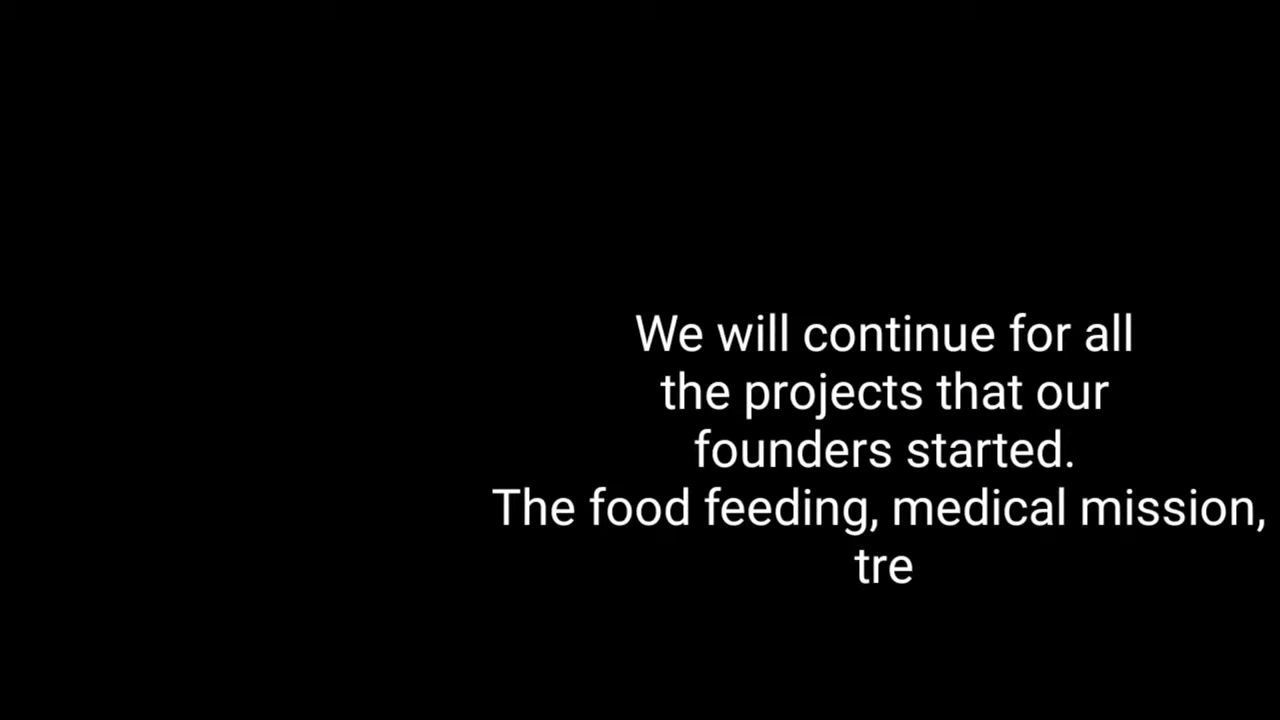 We will continue for all
the projects that our
founders started.
The food feeding, medical mission,
tre